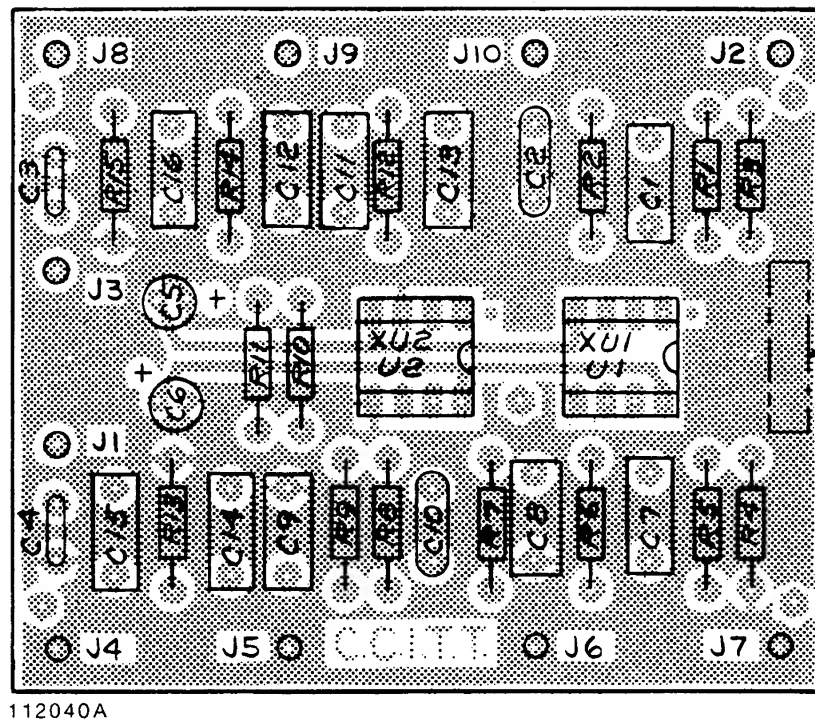 J8 J9 J10 J2
C3 R15 C16 R14 C12 C11 R12 C13 C2 R2 C1 R1 R3
J3 C5 +
R11 R10 XU2 XU1
U2 U1
+ C6
J1
C4 C15 R13 C14 C9 R9 R8 C10 R7 C8 R6 C7 R5 R4
J4 J5 C.C.I.T.T. J6 J7
112040A